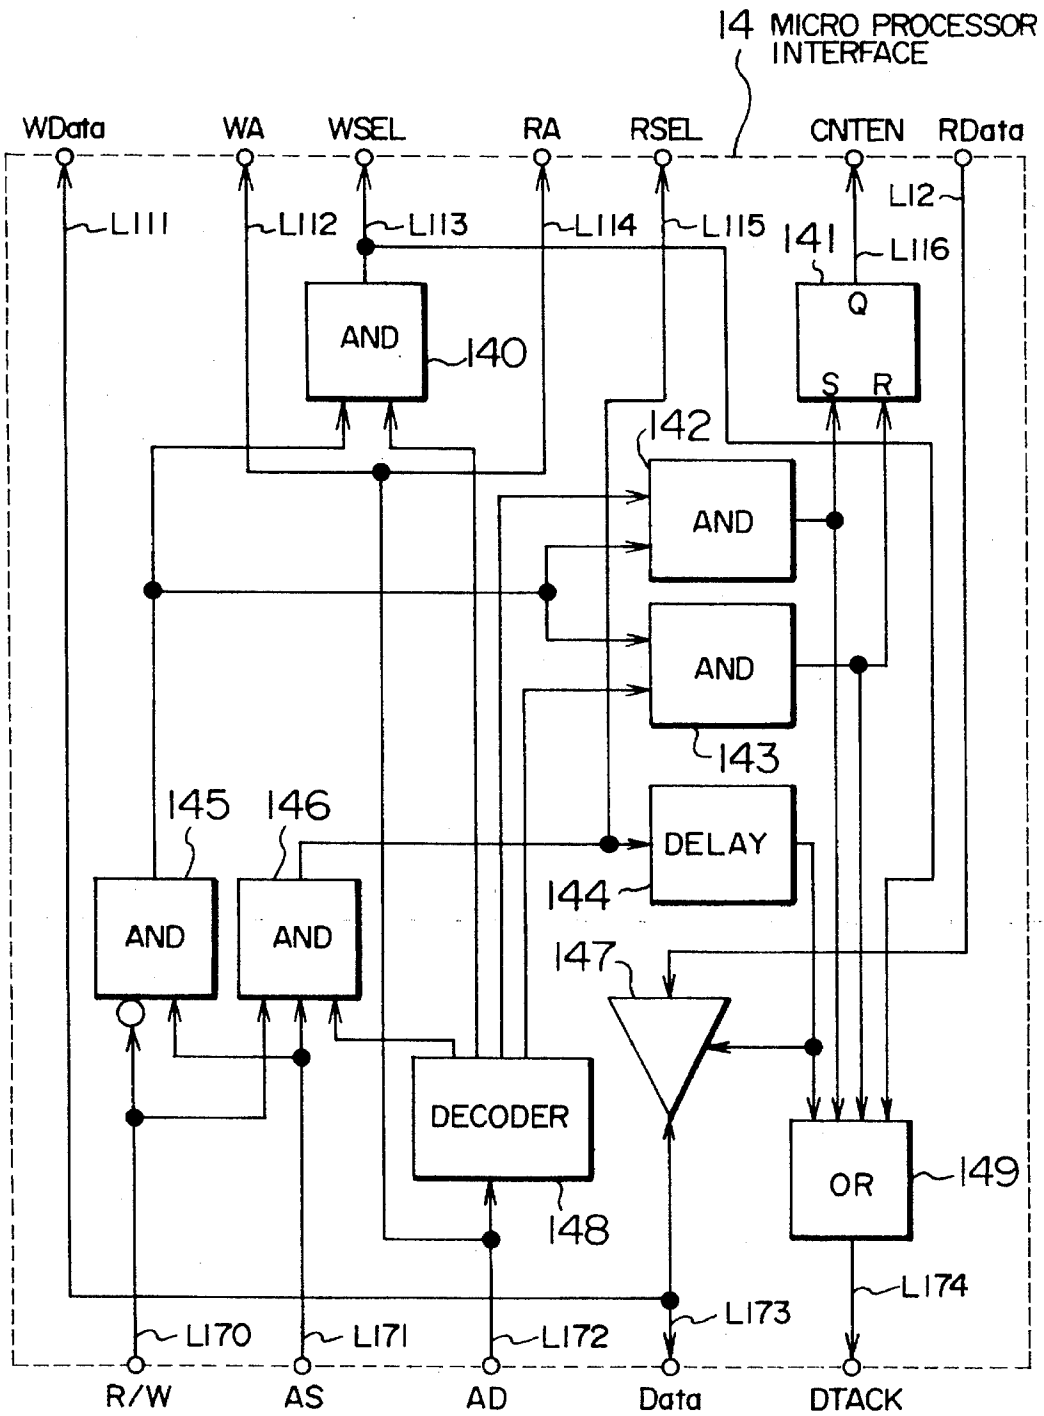 14 MICRO PROCESSOR
INTERFACE
WData WA WSEL RA RSEL CNTEN RData
L111 L112 L113 L114 L115 L116 L12
141
Q
S R
AND
140
142
AND
AND
143
145 146
DELAY
144
AND AND
147
DECODER
148
OR
149
L170 L171 L172 L173 L174
R/W AS AD Data DTACK